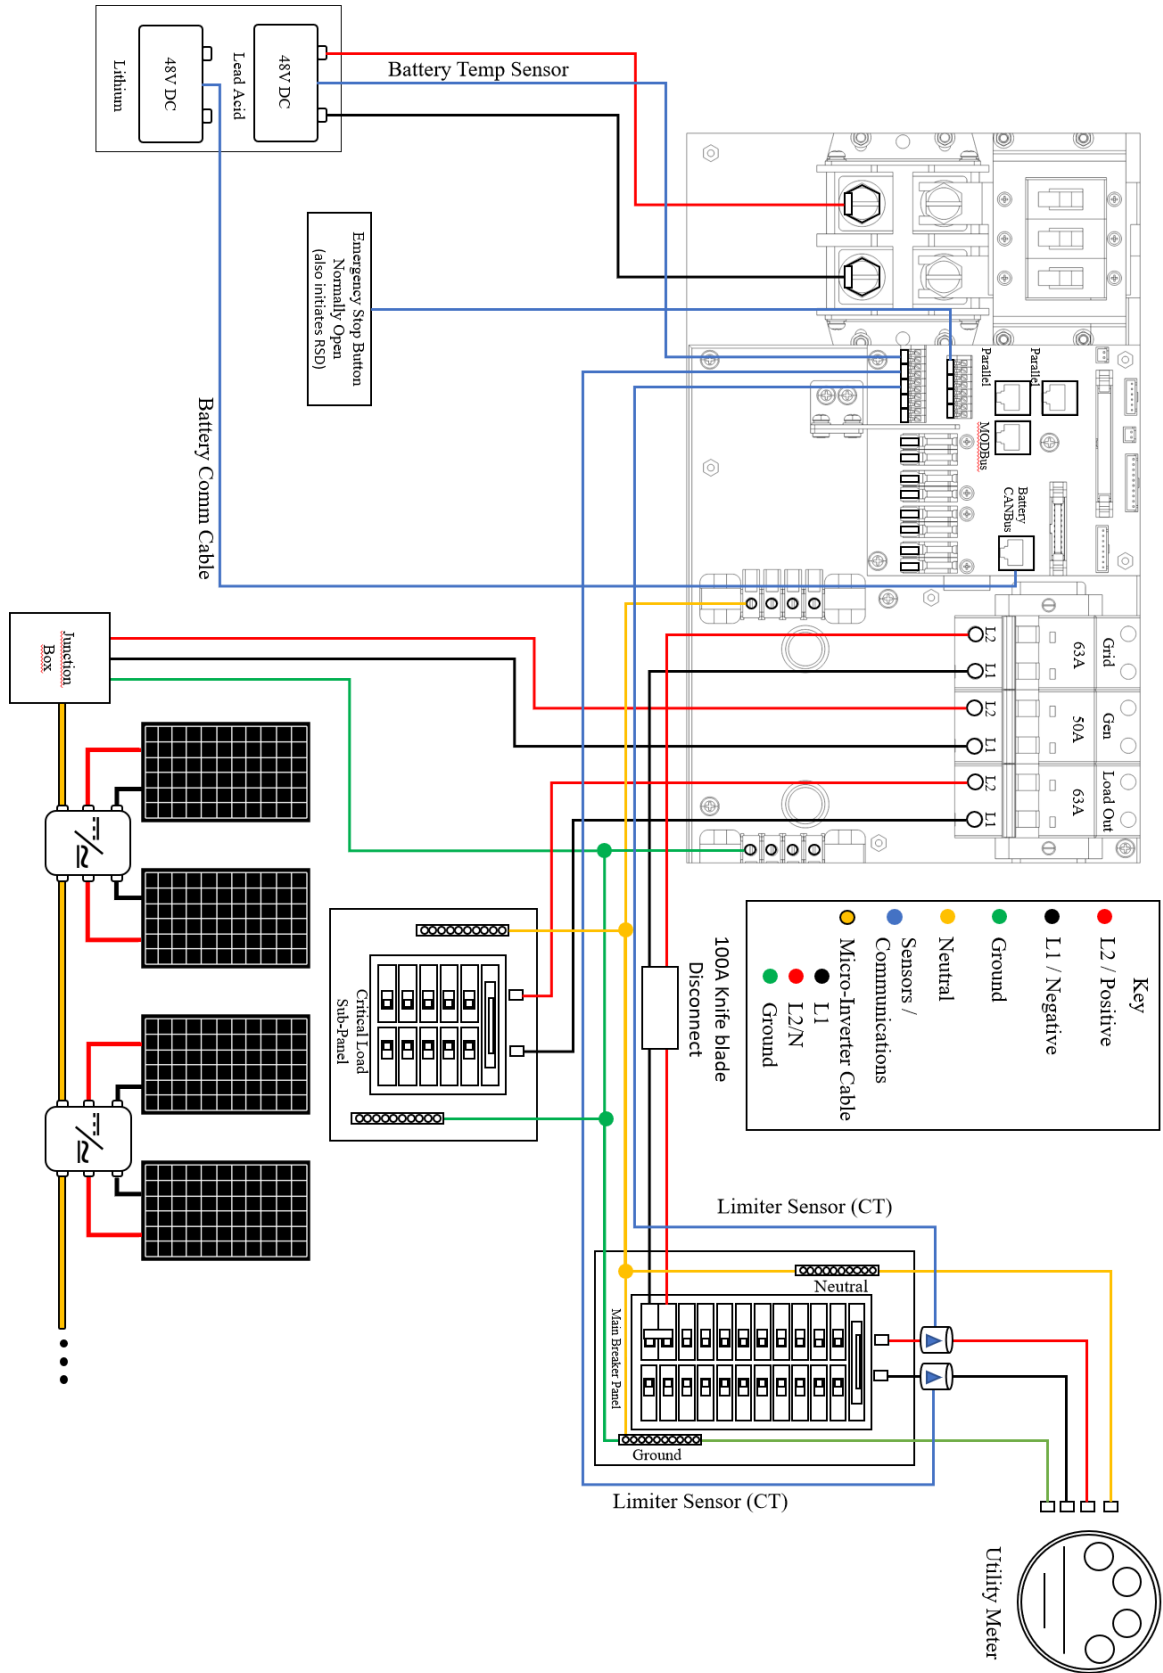 48V DC
Lithium
48V DC
Lead Acid
Battery Temp Sensor
Emergency Stop Button
Normally Open
(also initiates RSD)
Battery Comm Cable
Parallel
Parallel
MODBus
Battery
CANBus
L2
L1
63A
Grid
L2
L1
50A
Gen
L2
L1
63A
Load Out
Junction
Box
Critical Load
Sub-Panel
100A Knife blade
Disconnect
Key
L2 / Positive
L1 / Negative
Ground
Neutral
Sensors /
Communications
Micro-Inverter Cable
L1
L2/N
Ground
Limiter Sensor (CT)
Neutral
Main Breaker Panel
Ground
Limiter Sensor (CT)
Utility Meter